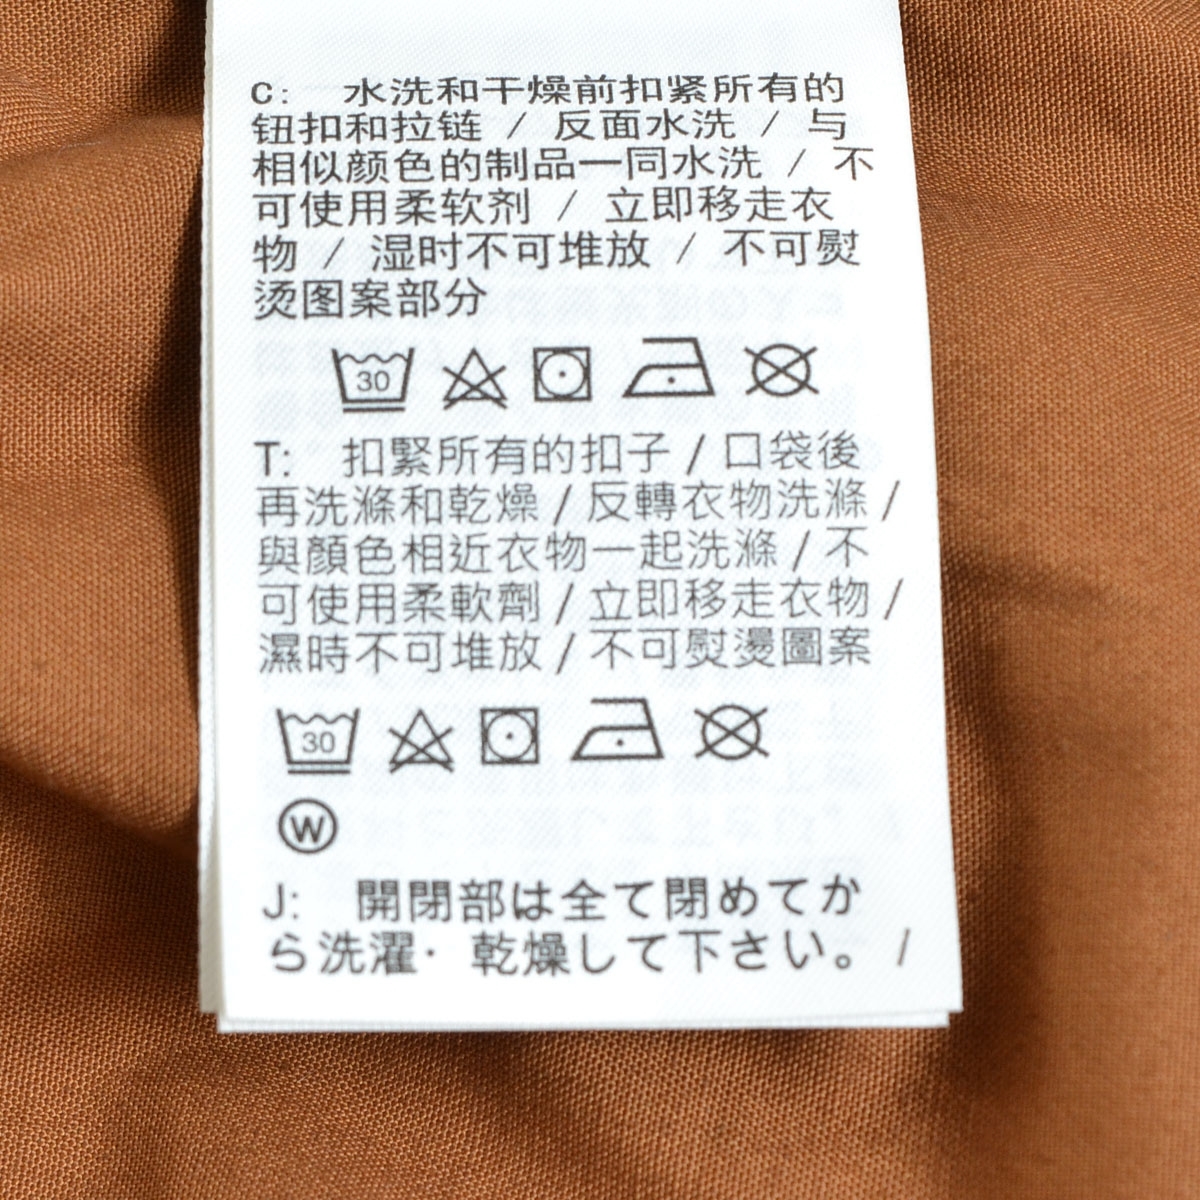 C: 水洗和干燥前扣紧所有的
钮扣和拉链 / 反面水洗 / 与
相似颜色的制品一同水洗 / 不
可使用柔软剂 / 立即移走衣
物 / 湿时不可堆放 / 不可熨
烫图案部分
30
T: 扣緊所有的扣子 / 口袋後
再洗滌和乾燥 / 反轉衣物洗滌 /
與顏色相近衣物一起洗滌 / 不
可使用柔軟劑 / 立即移走衣物 /
濕時不可堆放 / 不可熨燙圖案
30
W
J: 開閉部は全て閉めてか
ら洗濯・乾燥して下さい。 /